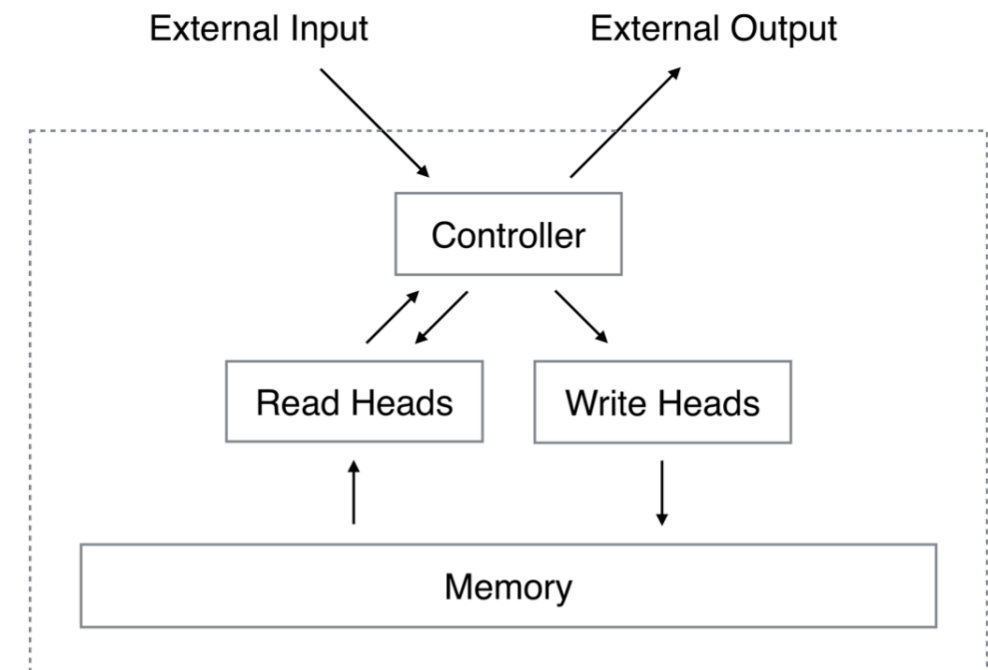 External Input
External Output
Controller
Read Heads
Write Heads
Memory